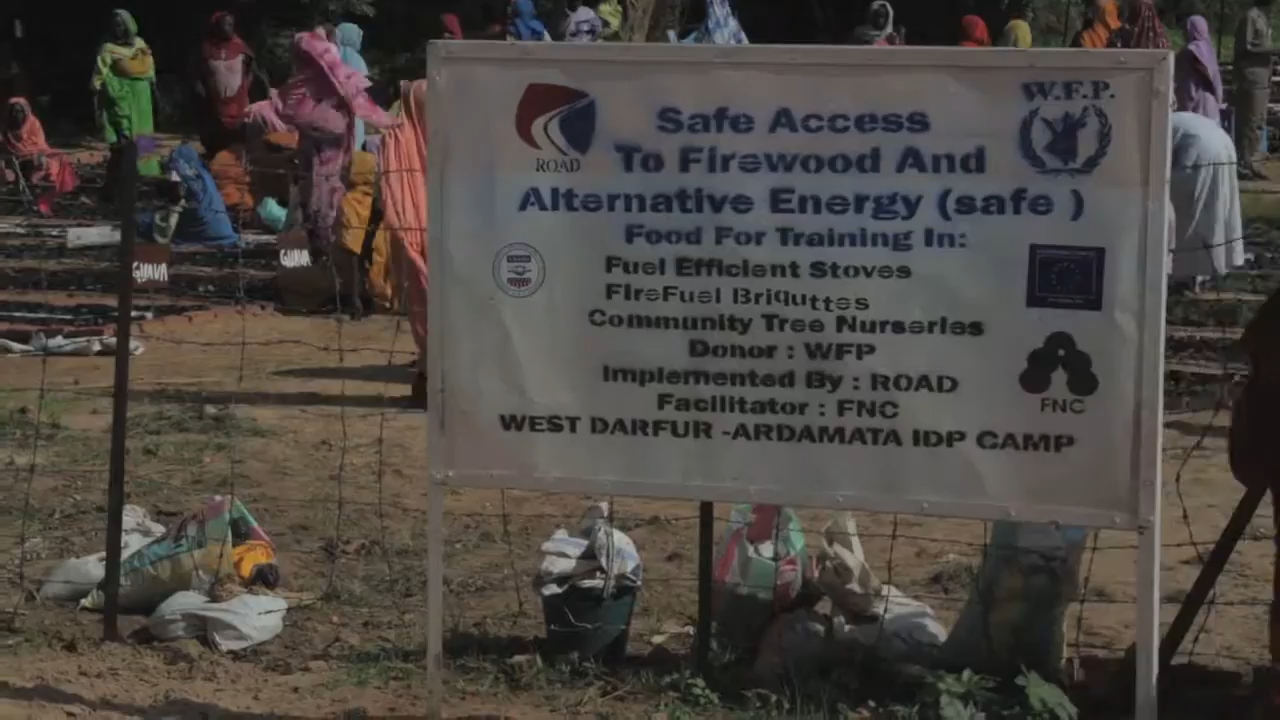 GUAVA
GUAVA
ROAD
W.F.P.
Safe Access
To Firewood And
Alternative Energy (safe )
Food For Training In:
Fuel Efficient Stoves
FireFuel Briquttes
Community Tree Nurseries
Donor : WFP
Implemented By : ROAD
Facilitator : FNC
WEST DARFUR -ARDAMATA IDP CAMP
FNC